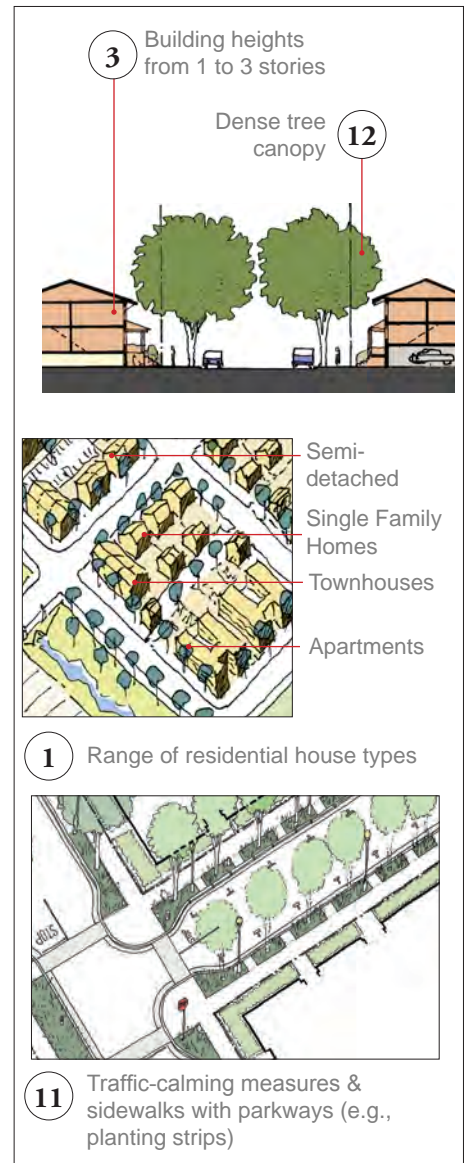 3
Building heights
from 1 to 3 stories
Dense tree
canopy
12
Semi-
detached
Single Family
Homes
Townhouses
Apartments
1
Range of residential house types
STOP
11
Traffic-calming measures &
sidewalks with parkways (e.g.,
planting strips)